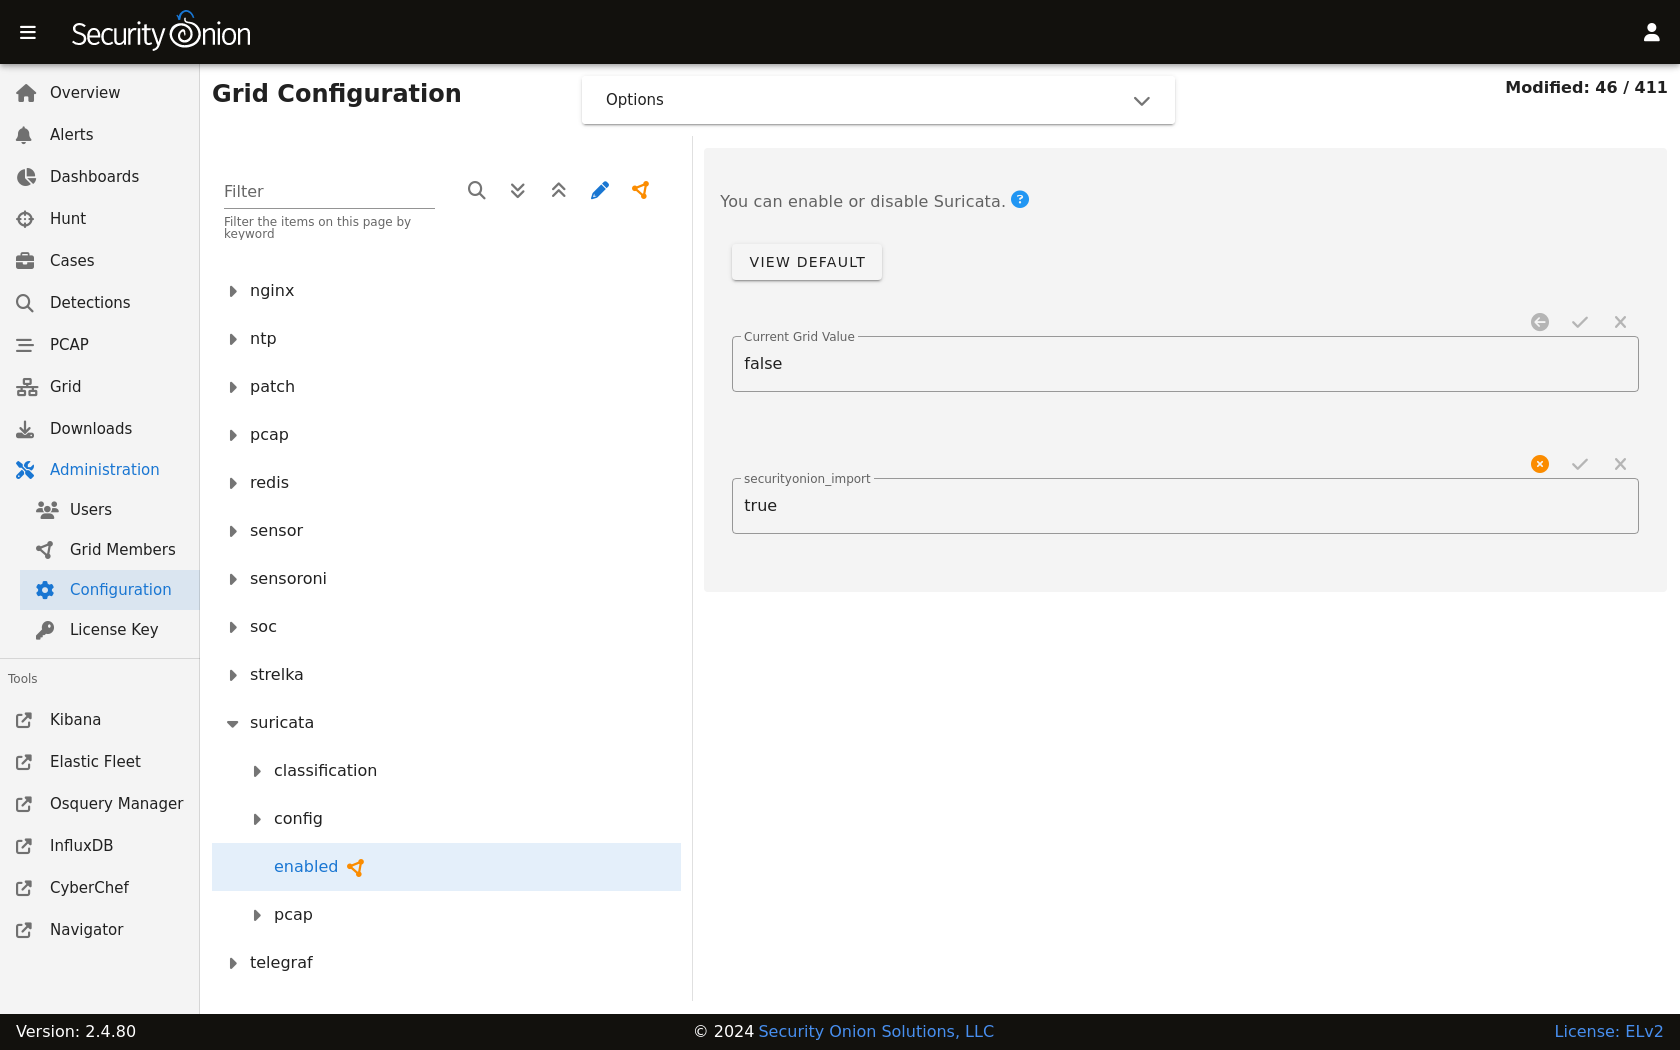 Security Onion
Overview
Alerts
Dashboards
Hunt
Cases
Detections
PCAP
Grid
Downloads
Administration
Users
Grid Members
Configuration
License Key
Tools
Kibana
Elastic Fleet
Osquery Manager
InfluxDB
CyberChef
Navigator
Grid Configuration
Options
Modified: 46 / 411
Filter
Filter the items on this page by
keyword
nginx
ntp
patch
pcap
redis
sensor
sensoroni
soc
strelka
suricata
classification
config
enabled
pcap
telegraf
You can enable or disable Suricata. ?
VIEW DEFAULT
Current Grid Value
false
securityonion_import
true
Version: 2.4.80
© 2024 Security Onion Solutions, LLC
License: ELv2